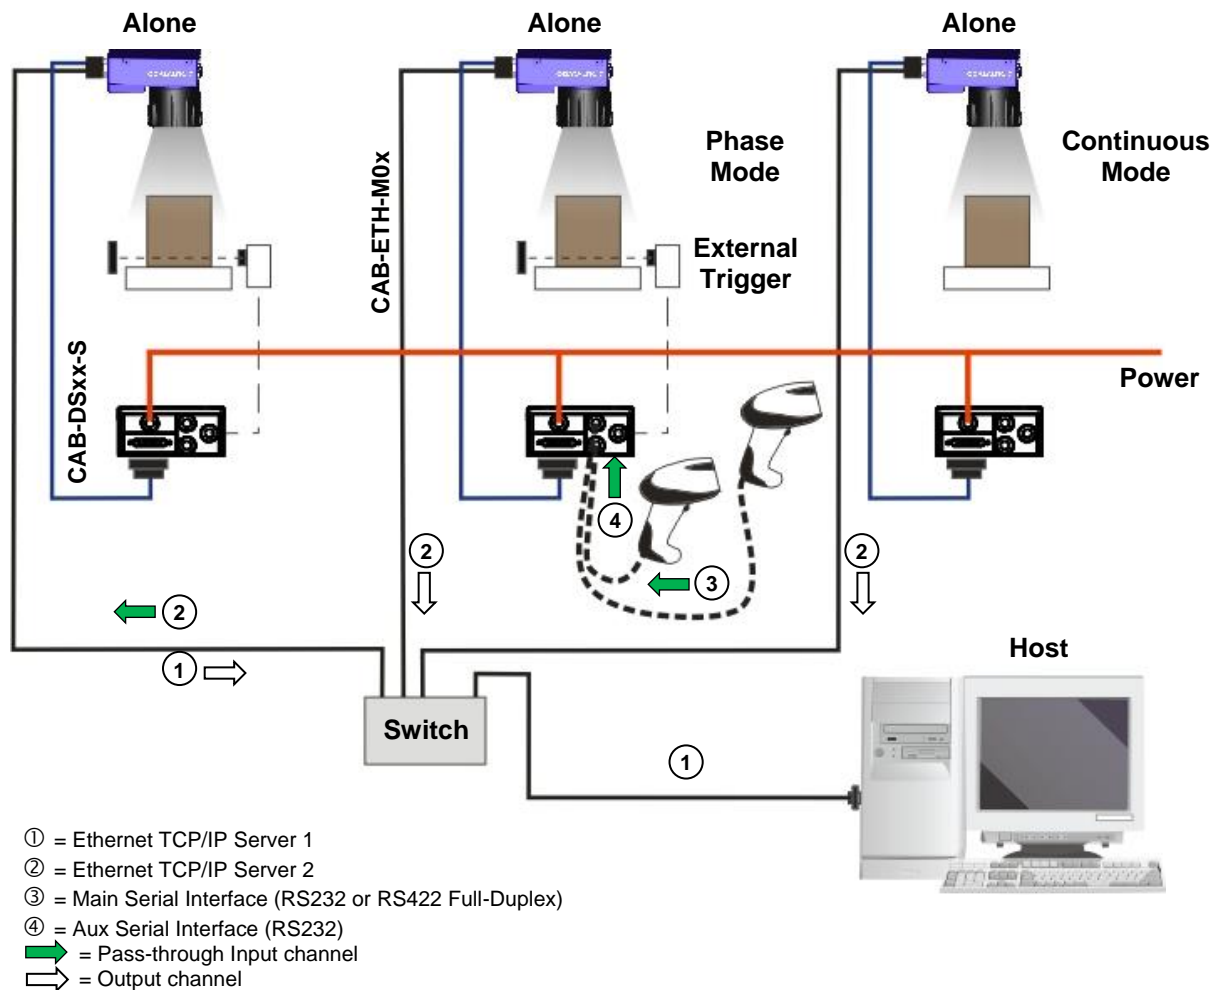 Alone
Alone
Alone
Phase
Mode
Continuous
Mode
CAB-ETH-M0x
External
Trigger
CAB-DSxx-S
Power
4
2
2
3
2
1
Host
Switch
1
① = Ethernet TCP/IP Server 1
② = Ethernet TCP/IP Server 2
③ = Main Serial Interface (RS232 or RS422 Full-Duplex)
④ = Aux Serial Interface (RS232)
= Pass-through Input channel
= Output channel